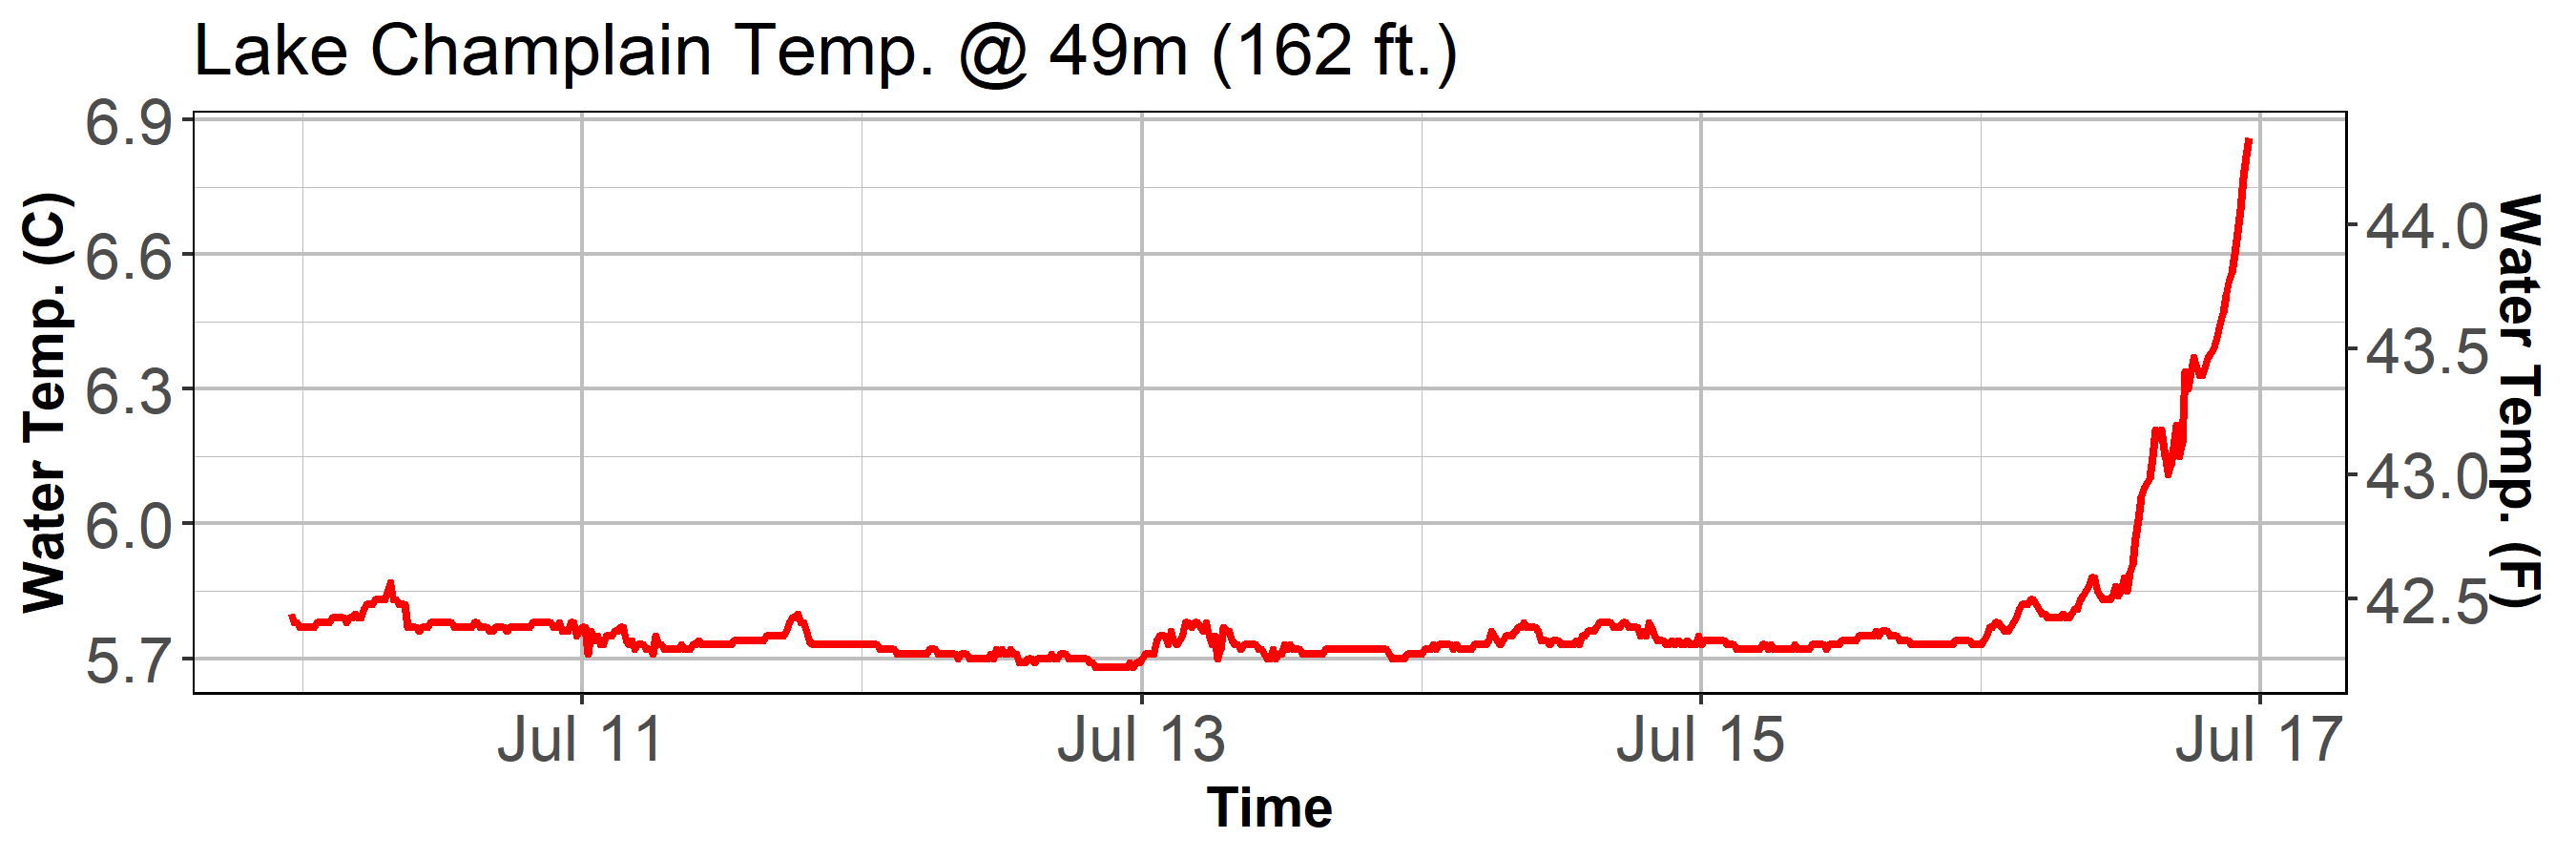 Lake Champlain Temp. @ 49m (162 ft.)
Water Temp. (C)
6.9
6.6
6.3
6.0
5.7
44.0
43.5
43.0
42.5
Water Temp. (F)
Jul 11
Jul 13
Jul 15
Jul 17
Time